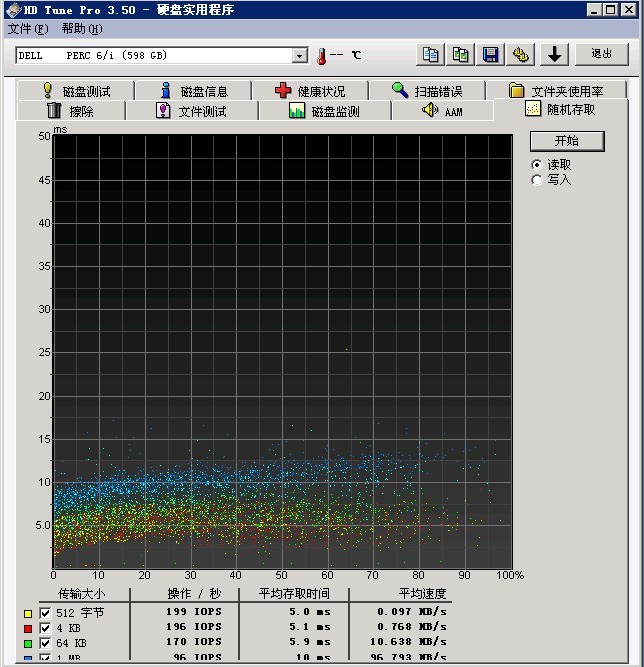 HD Tune Pro 3.50 - 硬盘实用程序
文件(F) 帮助(H)
DELL PERC 6/i (598 GB)
-- ℃
退出
磁盘测试 磁盘信息 健康状况 扫描错误 文件夹使用率
擦除 文件测试 磁盘监测 AAM 随机存取
ms
50
45
40
35
30
25
20
15
10
5.0
0 10 20 30 40 50 60 70 80 90 100%
开始
读取
写入
传输大小 操作 / 秒 平均存取时间 平均速度
512 字节 199 IOPS 5.0 ms 0.097 MB/s
4 KB 196 IOPS 5.1 ms 0.768 MB/s
64 KB 170 IOPS 5.9 ms 10.638 MB/s
1 MB 96 IOPS 10 ms 96.793 MB/s